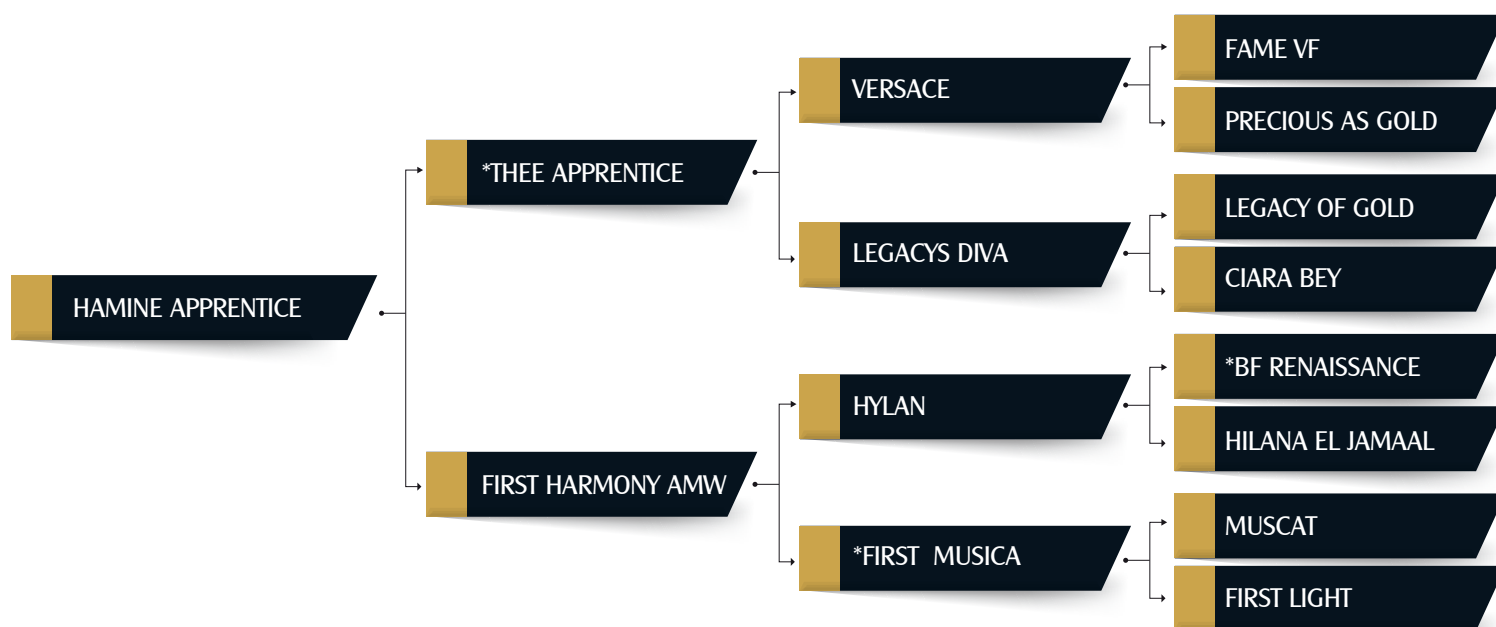 HAMINE APPRENTICE
*THEE APPRENTICE
FIRST HARMONY AMW
VERSACE
LEGACYS DIVA
HYLAN
*FIRST  MUSICA
FAME VF
PRECIOUS AS GOLD
LEGACY OF GOLD
CIARA BEY
*BF RENAISSANCE
HILANA EL JAMAAL
MUSCAT
FIRST LIGHT